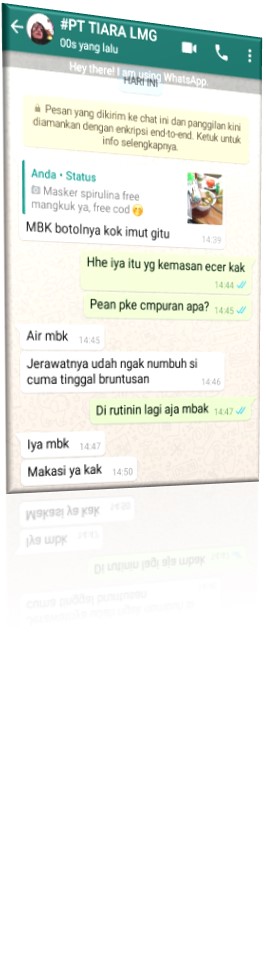 #PT TIARA LMG
00s yang lalu
Hey there! I am using WhatsApp.
HARI INI
Pesan yang dikirim ke chat ini dan panggilan kini
diamankan dengan enkripsi end-to-end. Ketuk untuk
info selengkapnya.
Anda • Status
Masker spirulina free
mangkuk ya, free cod
MBK botolnya kok imut gitu
14:39
Hhe iya itu yg kemasan ecer kak
14:44
Pean pke cmpuran apa? 14:45
Air mbk 14:45
Jerawatnya udah ngak numbuh si
cuma tinggal bruntusan 14:46
Di rutinin lagi aja mbak 14:47
Iya mbk 14:47
Makasi ya kak 14:50